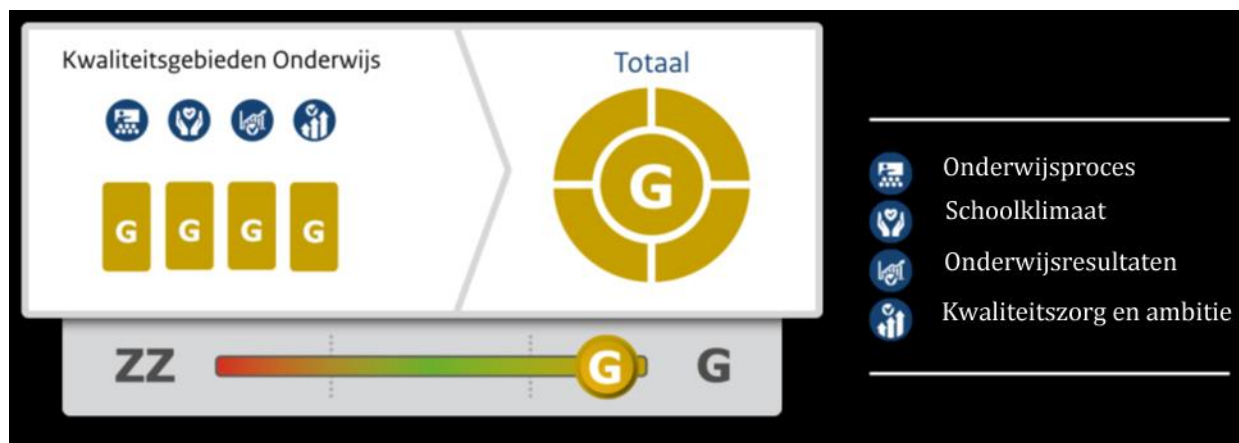 Kwaliteitsgebieden Onderwijs
G G G G
Totaal
G
ZZ G G
Onderwijsproces
Schoolklimaat
Onderwijsresultaten
Kwaliteitszorg en ambitie